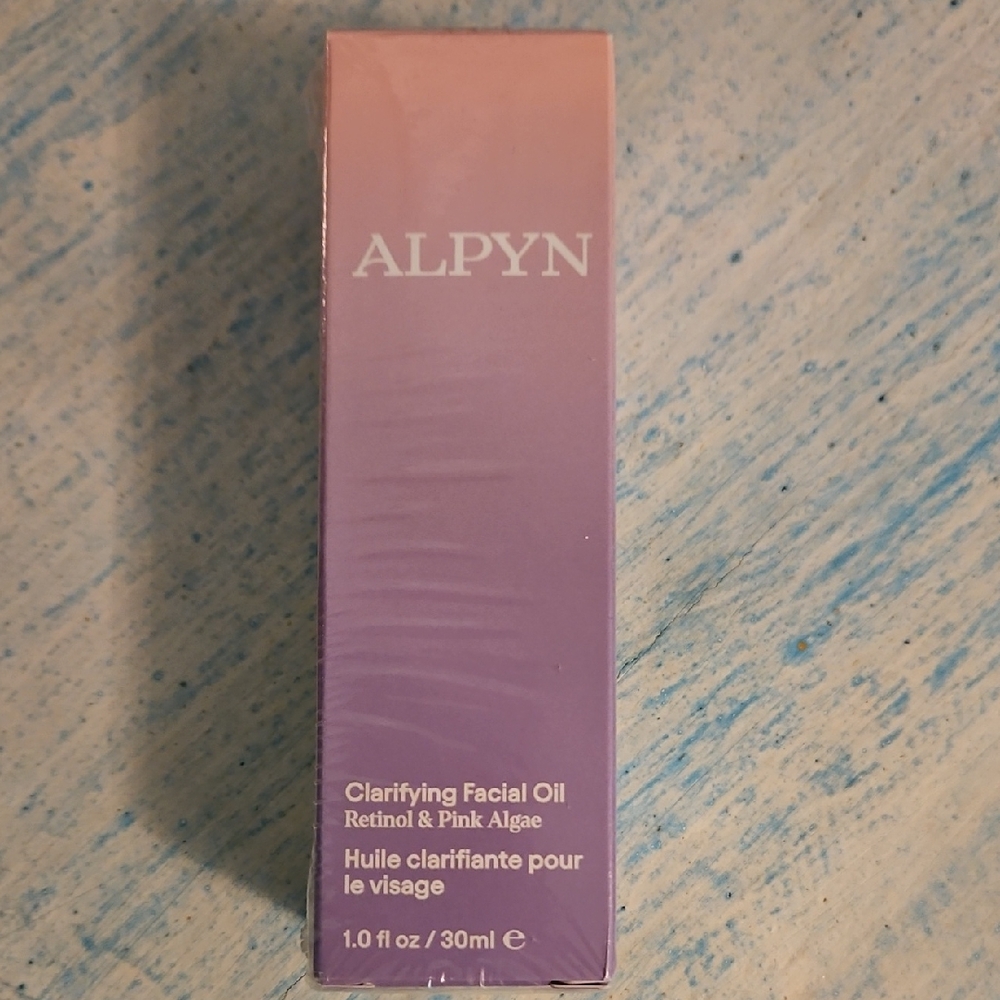 ALPYN
Clarifying Facial Oil
Retinol & Pink Algae
Huile clarifiante pour
le visage
1.0 fl oz / 30ml ℮